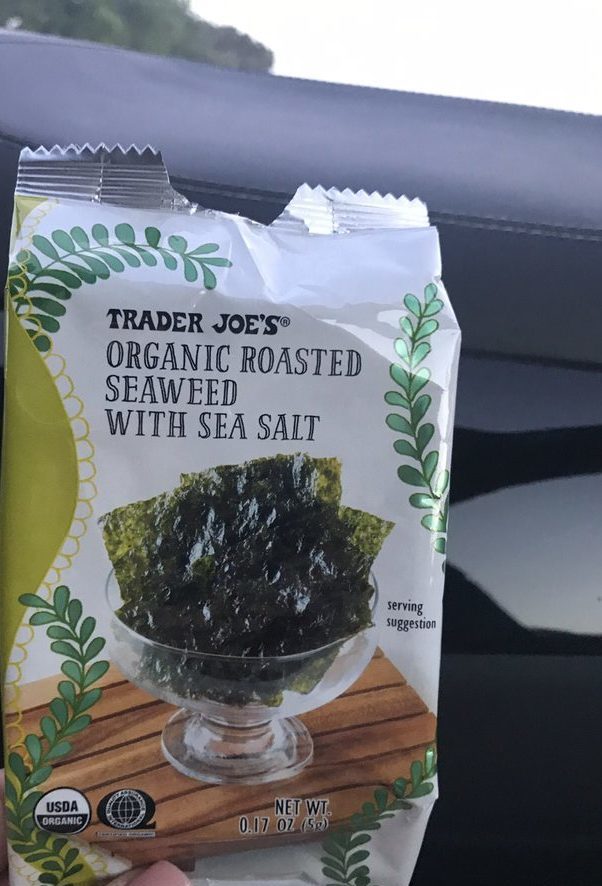 TRADER JOE'S®
ORGANIC ROASTED
SEAWEED
WITH SEA SALT
serving
suggestion
USDA
ORGANIC
NET WT.
0.17 OZ (5g)